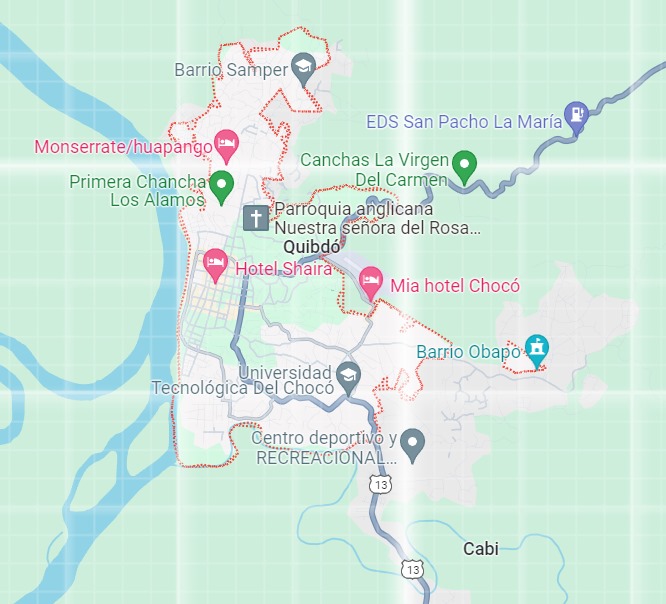 Barrio Samper
EDS San Pacho La María
Monserrate/huapango
Canchas La Virgen
Del Carmen
Primera Chancha
Los Alamos
Parroquia anglicana
Nuestra señora del Rosa...
Quibdó
Hotel Shaira
Mia hotel Chocó
Barrio Obapo
Universidad
Tecnológica Del Chocó
Centro deportivo y
RECREACIONAL...
13
Cabi
13